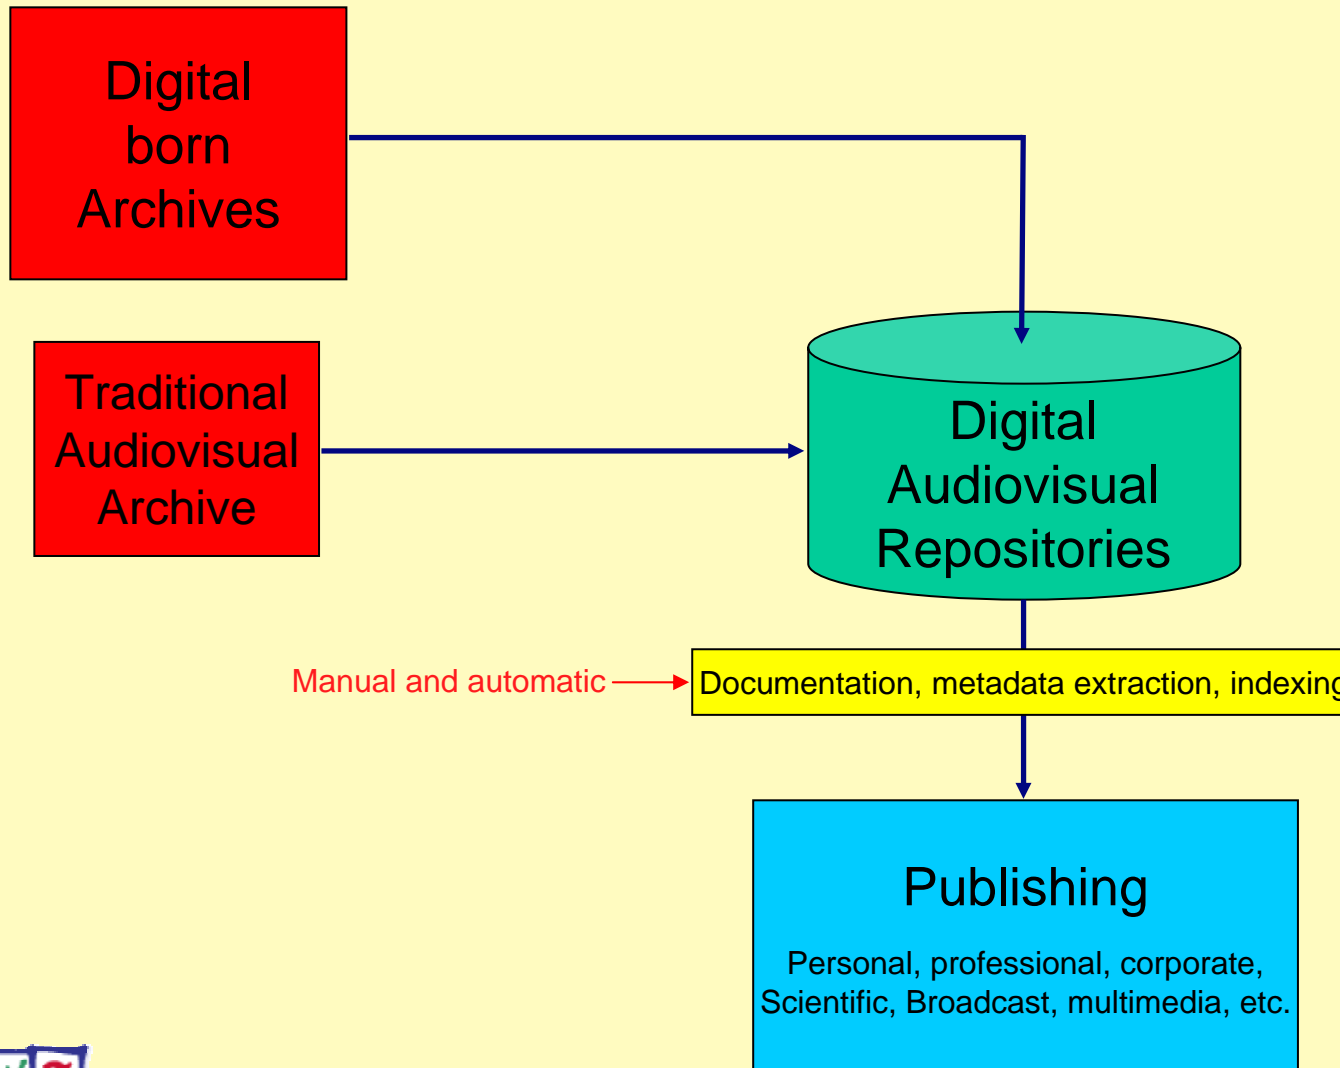 Digital
born
Archives
Traditional
Audiovisual
Archive
Digital
Audiovisual
Repositories
Manual and automatic
Documentation, metadata extraction, indexing
Publishing
Personal, professional, corporate,
Scientific, Broadcast, multimedia, etc.